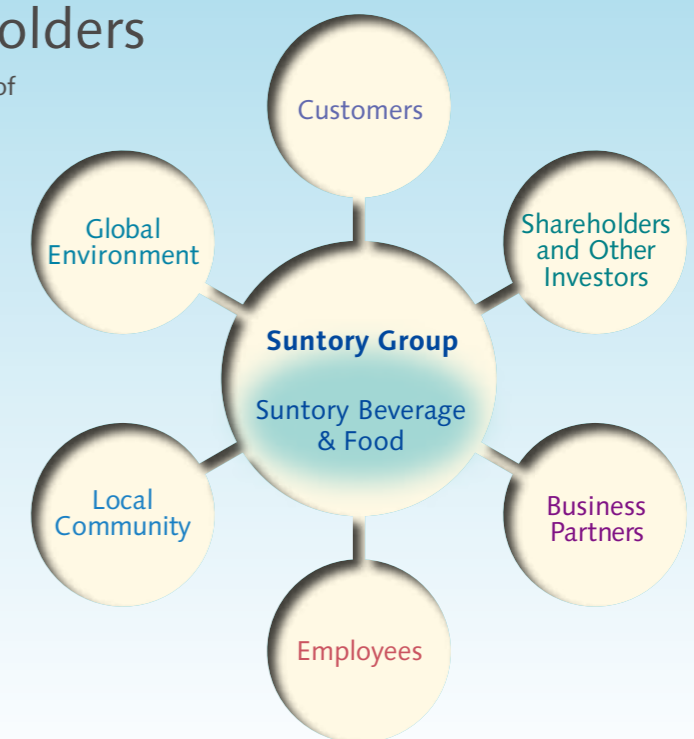 olders
of
Customers
Global
Environment
Shareholders
and Other
Investors
Suntory Group
Suntory Beverage
& Food
Local
Community
Business
Partners
Employees